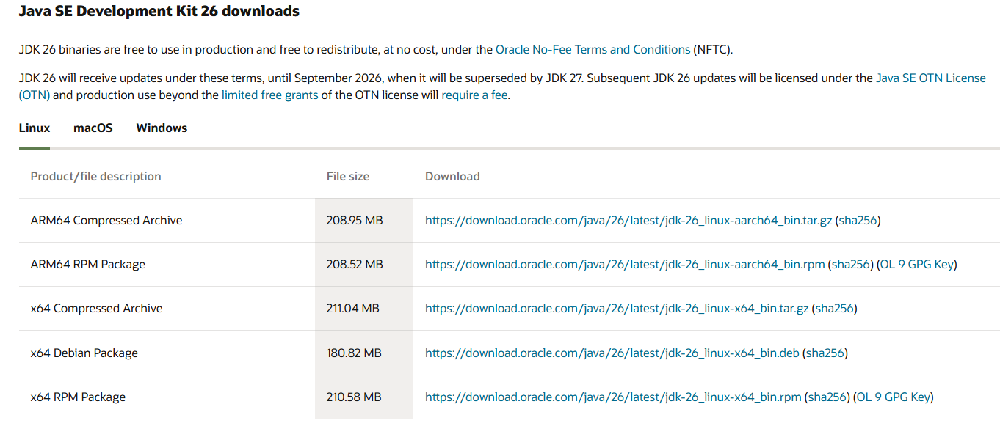 Java SE Development Kit 26 downloads
JDK 26 binaries are free to use in production and free to redistribute, at no cost, under the Oracle No-Fee Terms and Conditions (NFTC).
JDK 26 will receive updates under these terms, until September 2026, when it will be superseded by JDK 27. Subsequent JDK 26 updates will be licensed under the Java SE OTN License
(OTN) and production use beyond the limited free grants of the OTN license will require a fee.
Linux macOS Windows
Product/file description File size Download
ARM64 Compressed Archive 208.95 MB https://download.oracle.com/java/26/latest/jdk-26_linux-aarch64_bin.tar.gz (sha256)
ARM64 RPM Package 208.52 MB https://download.oracle.com/java/26/latest/jdk-26_linux-aarch64_bin.rpm (sha256) (OL 9 GPG Key)
x64 Compressed Archive 211.04 MB https://download.oracle.com/java/26/latest/jdk-26_linux-x64_bin.tar.gz (sha256)
x64 Debian Package 180.82 MB https://download.oracle.com/java/26/latest/jdk-26_linux-x64_bin.deb (sha256)
x64 RPM Package 210.58 MB https://download.oracle.com/java/26/latest/jdk-26_linux-x64_bin.rpm (sha256) (OL 9 GPG Key)